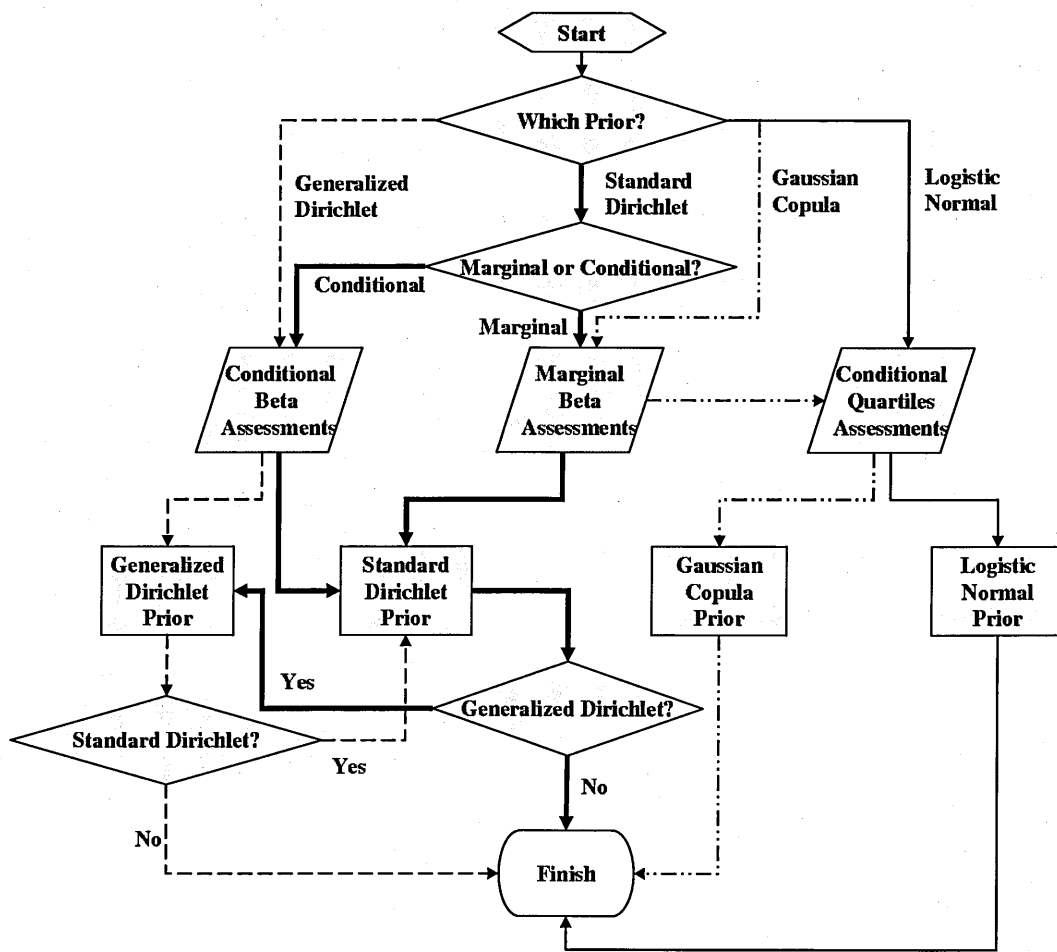 Start
Which Prior?
Generalized
Dirichlet
Standard
Dirichlet
Gaussian
Copula
Logistic
Normal
Marginal or Conditional?
Conditional
Marginal
Conditional
Beta
Assessments
Marginal
Beta
Assessments
Conditional
Quartiles
Assessments
Generalized
Dirichlet
Prior
Standard
Dirichlet
Prior
Gaussian
Copula
Prior
Logistic
Normal
Prior
Yes
Generalized Dirichlet?
Standard Dirichlet?
Yes
No
No
Finish